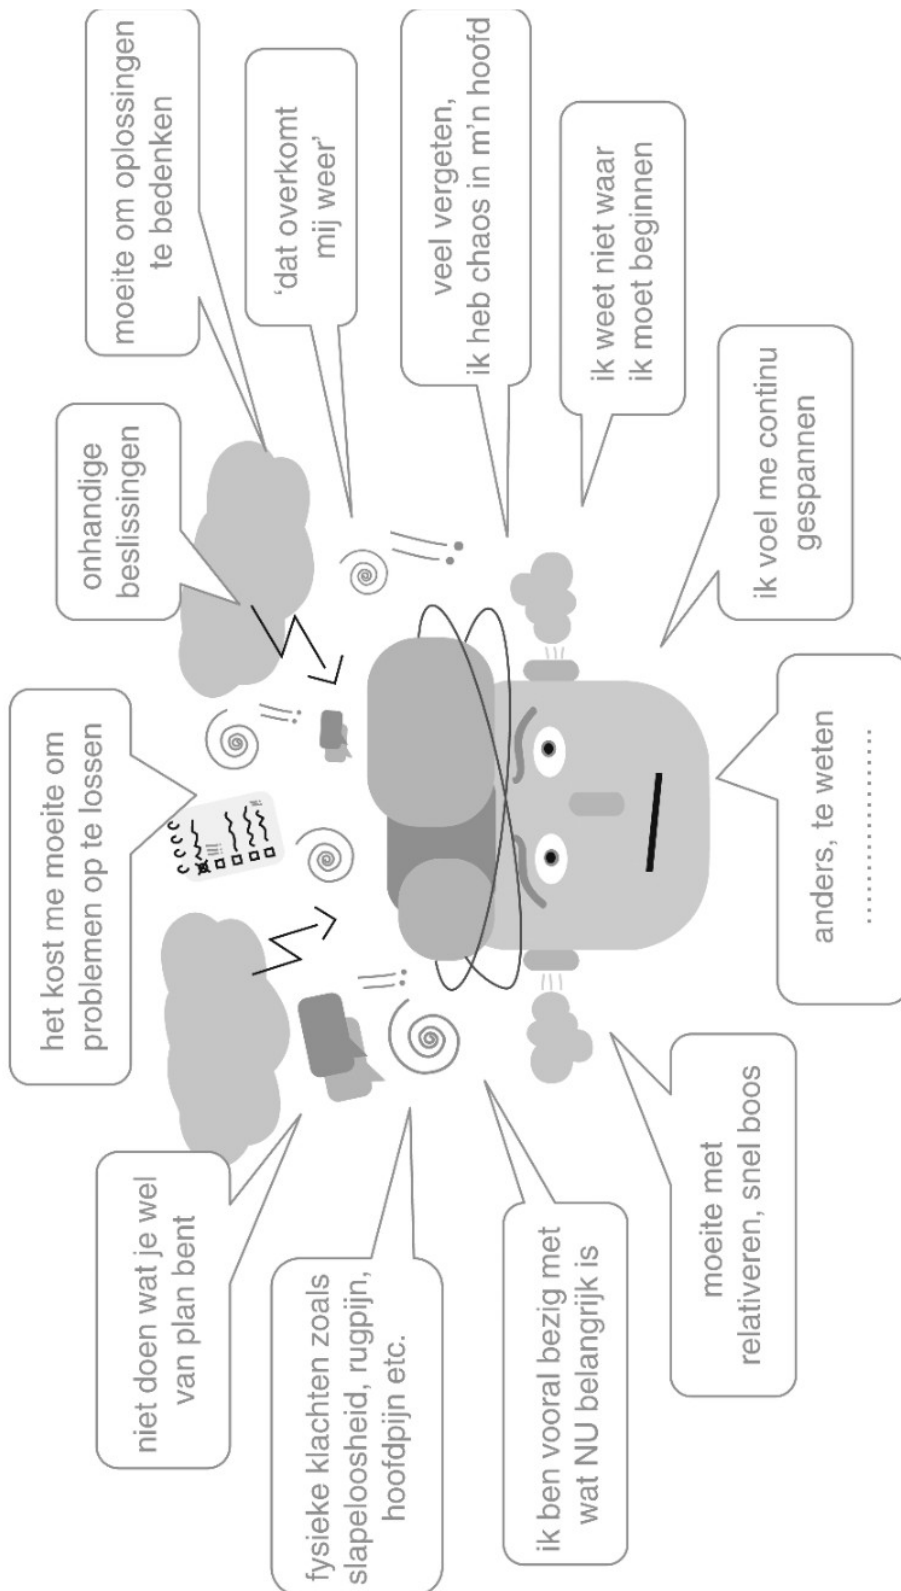 niet doen wat je wel
van plan bent
het kost me moeite om
problemen op te lossen
onhandige
beslissingen
moeite om oplossingen
te bedenken
fysieke klachten zoals
slapeloosheid, rugpijn,
hoofdpijn etc.
‘dat overkomt
mij weer’
ik ben vooral bezig met
wat NU belangrijk is
veel vergeten,
ik heb chaos in m’n hoofd
moeite met
relativeren, snel boos
ik weet niet waar
ik moet beginnen
anders, te weten
.....................
ik voel me continu
gespannen